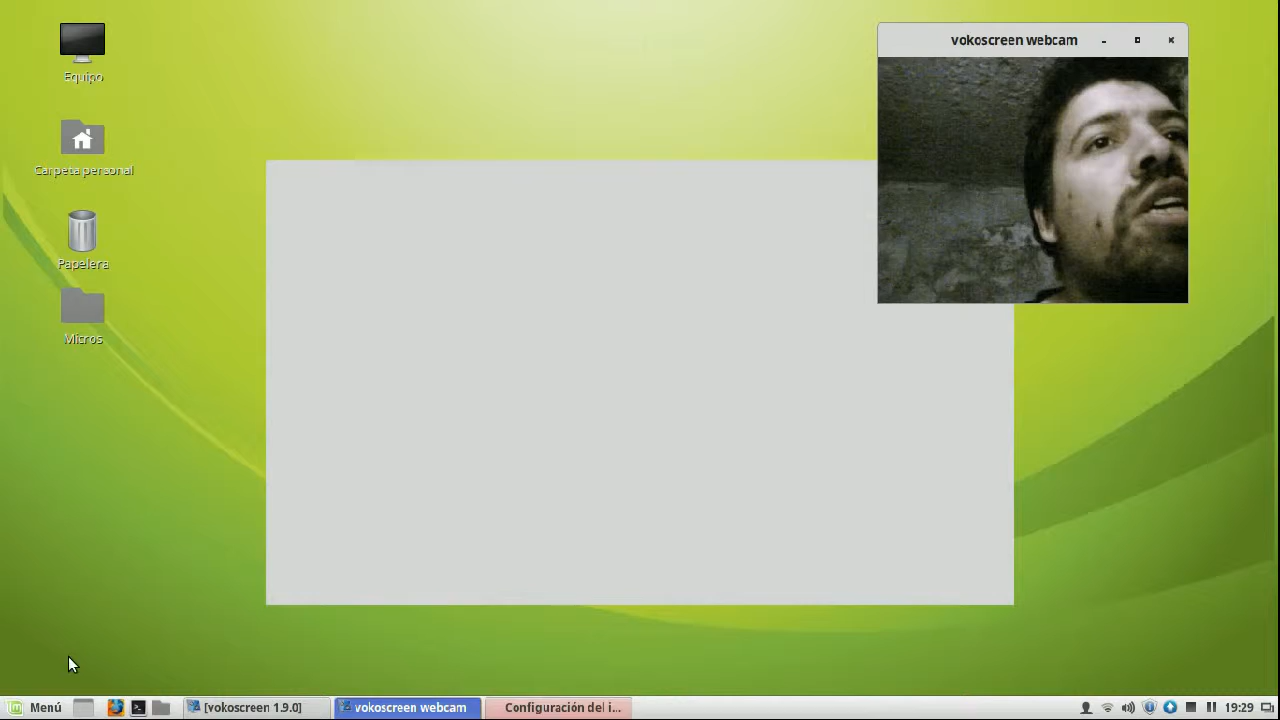 vokoscreen webcam
Equipo
Carpeta personal
Papelera
Micros
Menú
[vokoscreen 1.9.0]
vokoscreen webcam
Configuración del i...
19:29